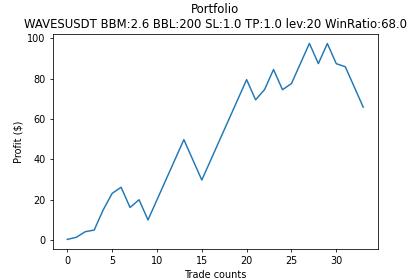 Portfolio
WAVESUSDT BBM:2.6 BBL:200 SL:1.0 TP:1.0 lev:20 WinRatio:68.0
100
80
60
40
20
0
Profit ($)
0 5 10 15 20 25 30
Trade counts